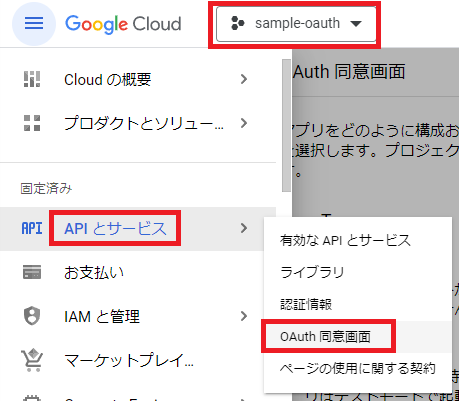 Google Cloud
sample-oauth
Cloud の概要
プロダクトとソリュー...
固定済み
API API とサービス
お支払い
IAM と管理
マーケットプレイ...
OAuth 同意画面
アプリをどのように構成お
を選択します。プロジェク
す。
有効な API とサービス
ライブラリ
認証情報
OAuth 同意画面
ページの使用に関する契約